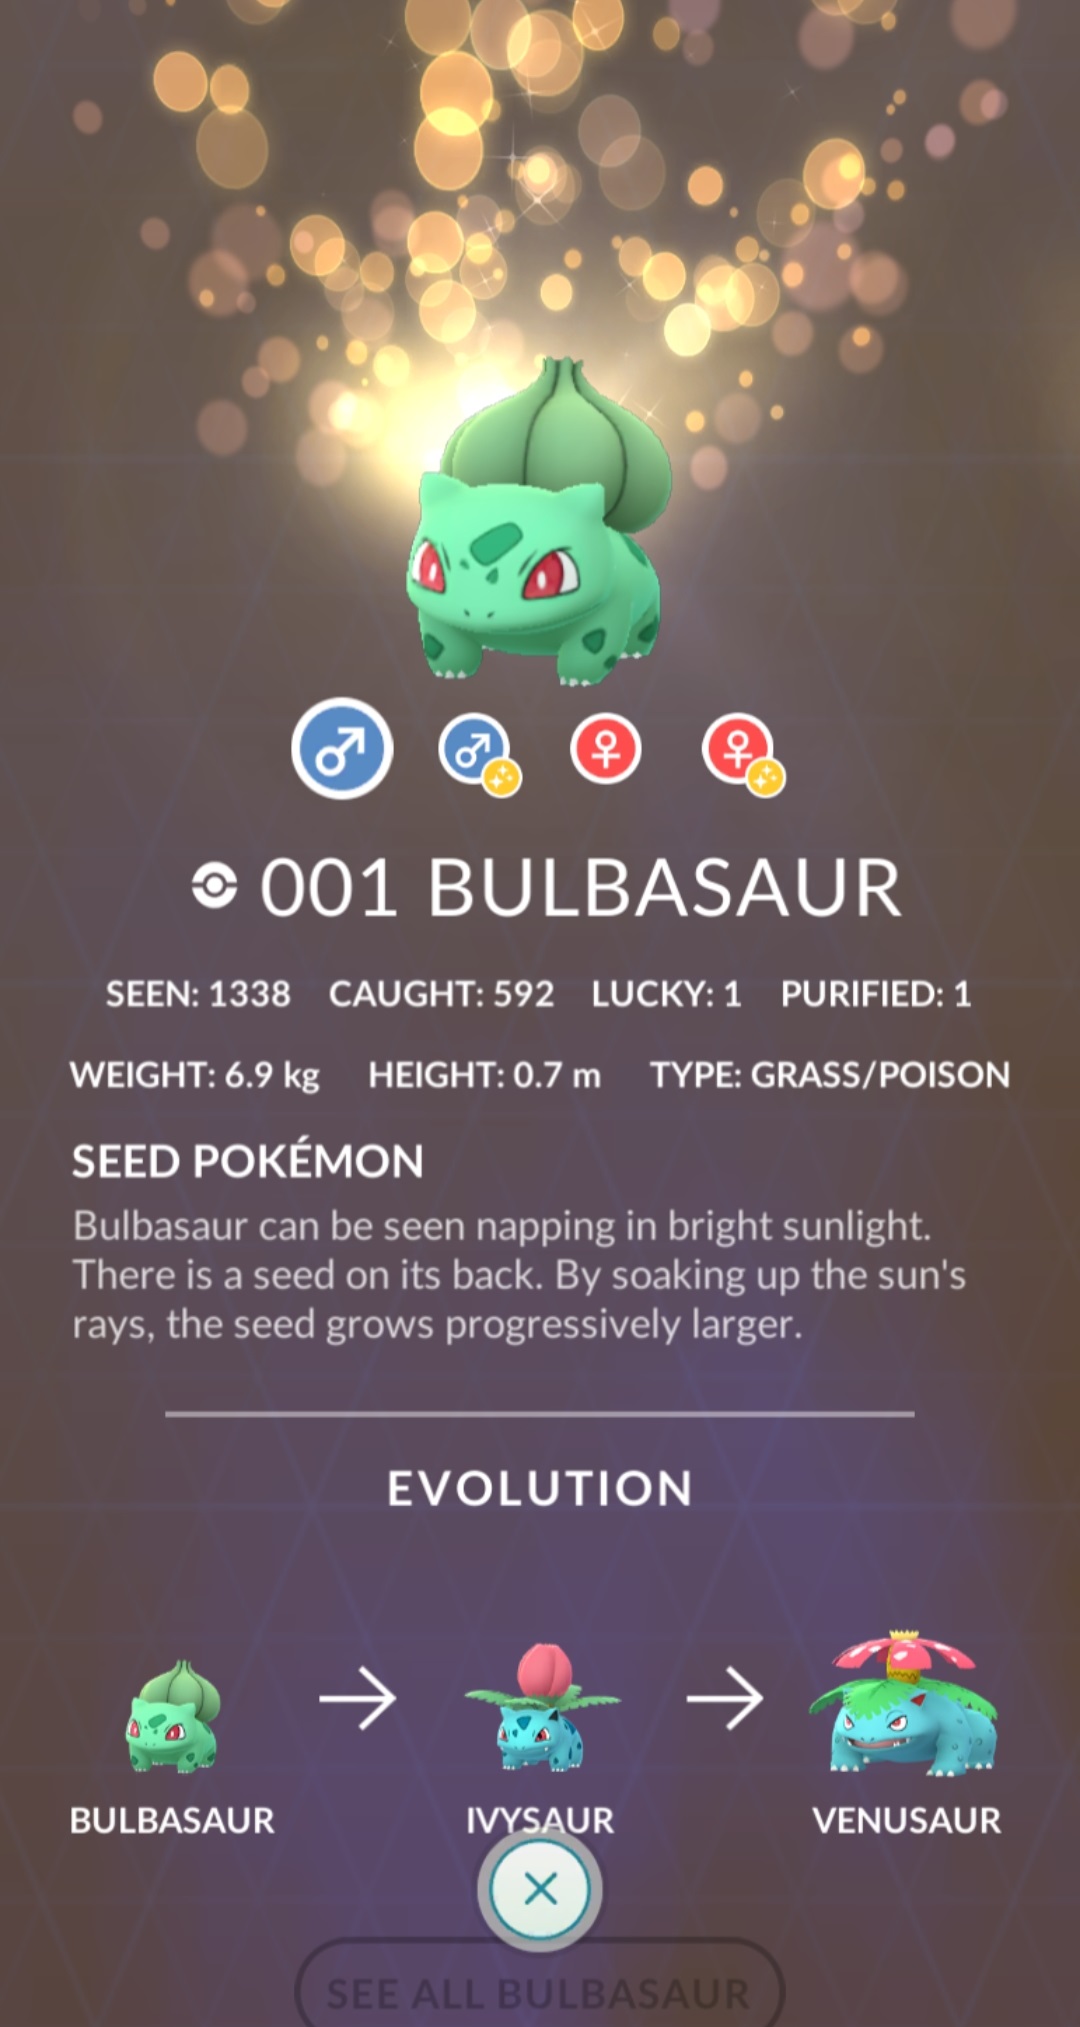 001 BULBASAUR
SEEN: 1338 CAUGHT: 592 LUCKY: 1 PURIFIED: 1
WEIGHT: 6.9 kg HEIGHT: 0.7 m TYPE: GRASS/POISON
SEED POKÉMON
Bulbasaur can be seen napping in bright sunlight.
There is a seed on its back. By soaking up the sun's
rays, the seed grows progressively larger.
EVOLUTION
BULBASAUR IVYSAUR VENUSAUR
SEE ALL BULBASAUR